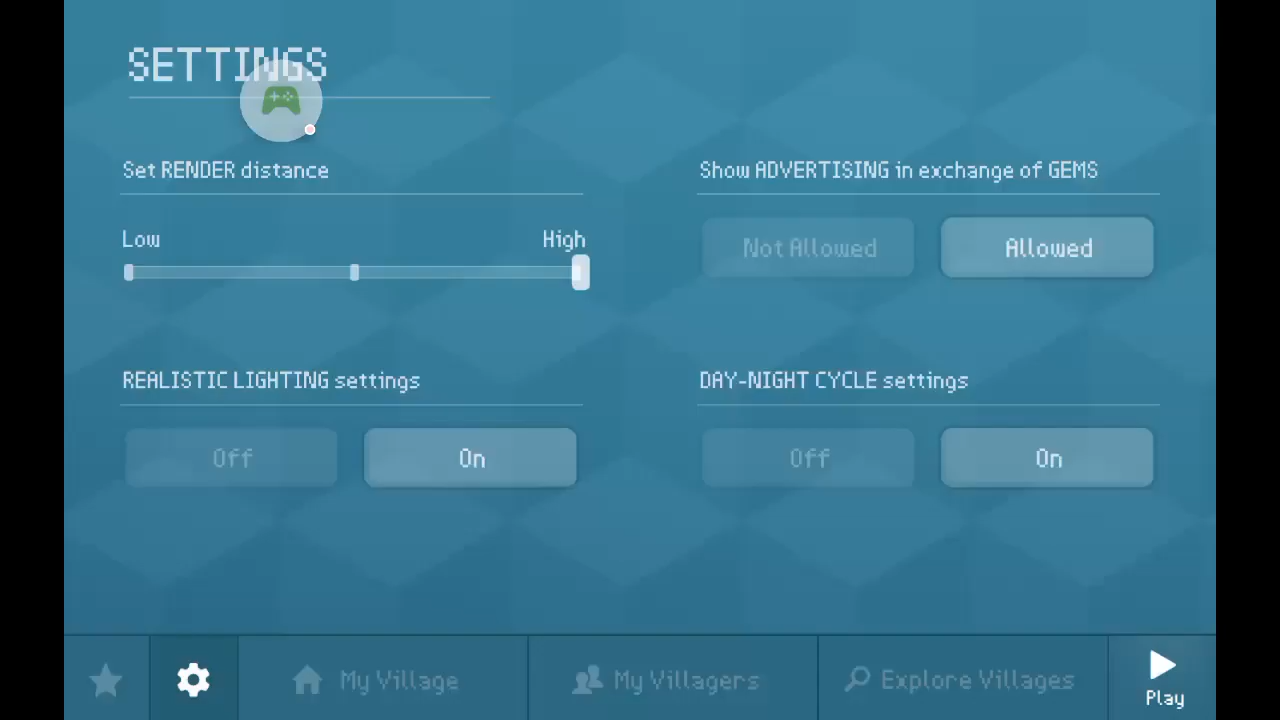 SETTINGS
Set RENDER distance
Low High
Show ADVERTISING in exchange of GEMS
Not Allowed Allowed
REALISTIC LIGHTING settings
Off On
DAY-NIGHT CYCLE settings
Off On
My Village My Villagers Explore Villages Play